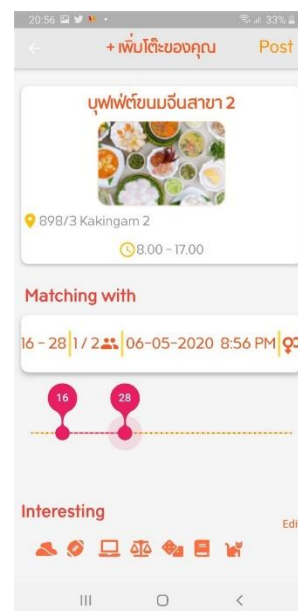 20:56 33%
+ เพิ่มโต๊ะของคุณ Post
บุฟเฟ่ต์ขนมจีนสาขา 2
898/3 Kakingam 2
8.00 - 17.00
Matching with
16 - 28 1 / 2 06-05-2020 8:56 PM
16 28
Interesting
Edi